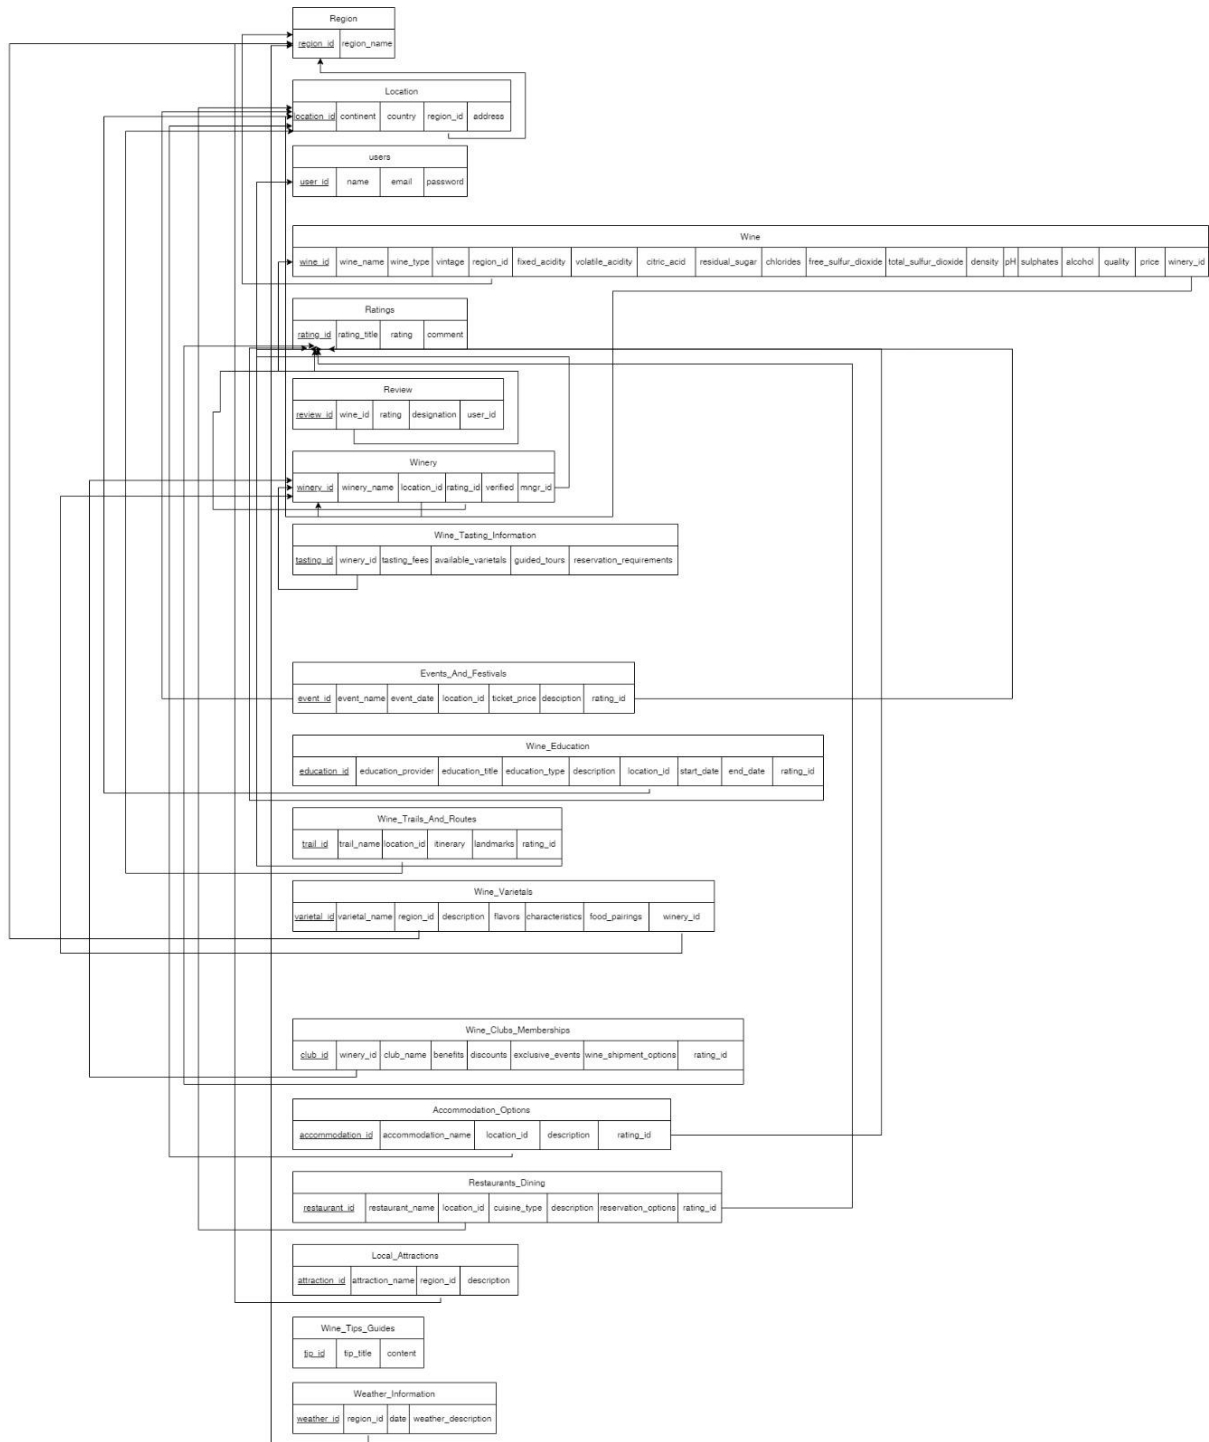 Region
region_id region_name
Location
location_id continent country region_id address
users
user_id name email password
Wine
wine_id wine_name wine_type vintage region_id fixed_acidity volatile_acidity citric_acid residual_sugar chlorides free_sulfur_dioxide total_sulfur_dioxide density pH sulphates alcohol quality price winery_id
Ratings
rating_id rating_title rating comment
Review
review_id wine_id rating designation user_id
Winery
winery_id winery_name location_id rating_id verified mngr_id
Wine_Tasting_Information
tasting_id winery_id tasting_fees available_varietals guided_tours reservation_requirements
Events_And_Festivals
event_id event_name event_date location_id ticket_price desciption rating_id
Wine_Education
education_id education_provider education_title education_type description location_id start_date end_date rating_id
Wine_Trails_And_Routes
trail_id trail_name location_id itinerary landmarks rating_id
Wine_Varietals
varietal_id varietal_name region_id description flavors characteristics food_pairings winery_id
Wine_Clubs_Memberships
club_id winery_id club_name benefits discounts exclusive_events wine_shipment_options rating_id
Accommodation_Options
accommodation_id accommodation_name location_id description rating_id
Restaurants_Dining
restaurant_id restaurant_name location_id cuisine_type description reservation_options rating_id
Local_Attractions
attraction_id attraction_name region_id description
Wine_Tips_Guides
tip_id tip_title content
Weather_Information
weather_id region_id date weather_description